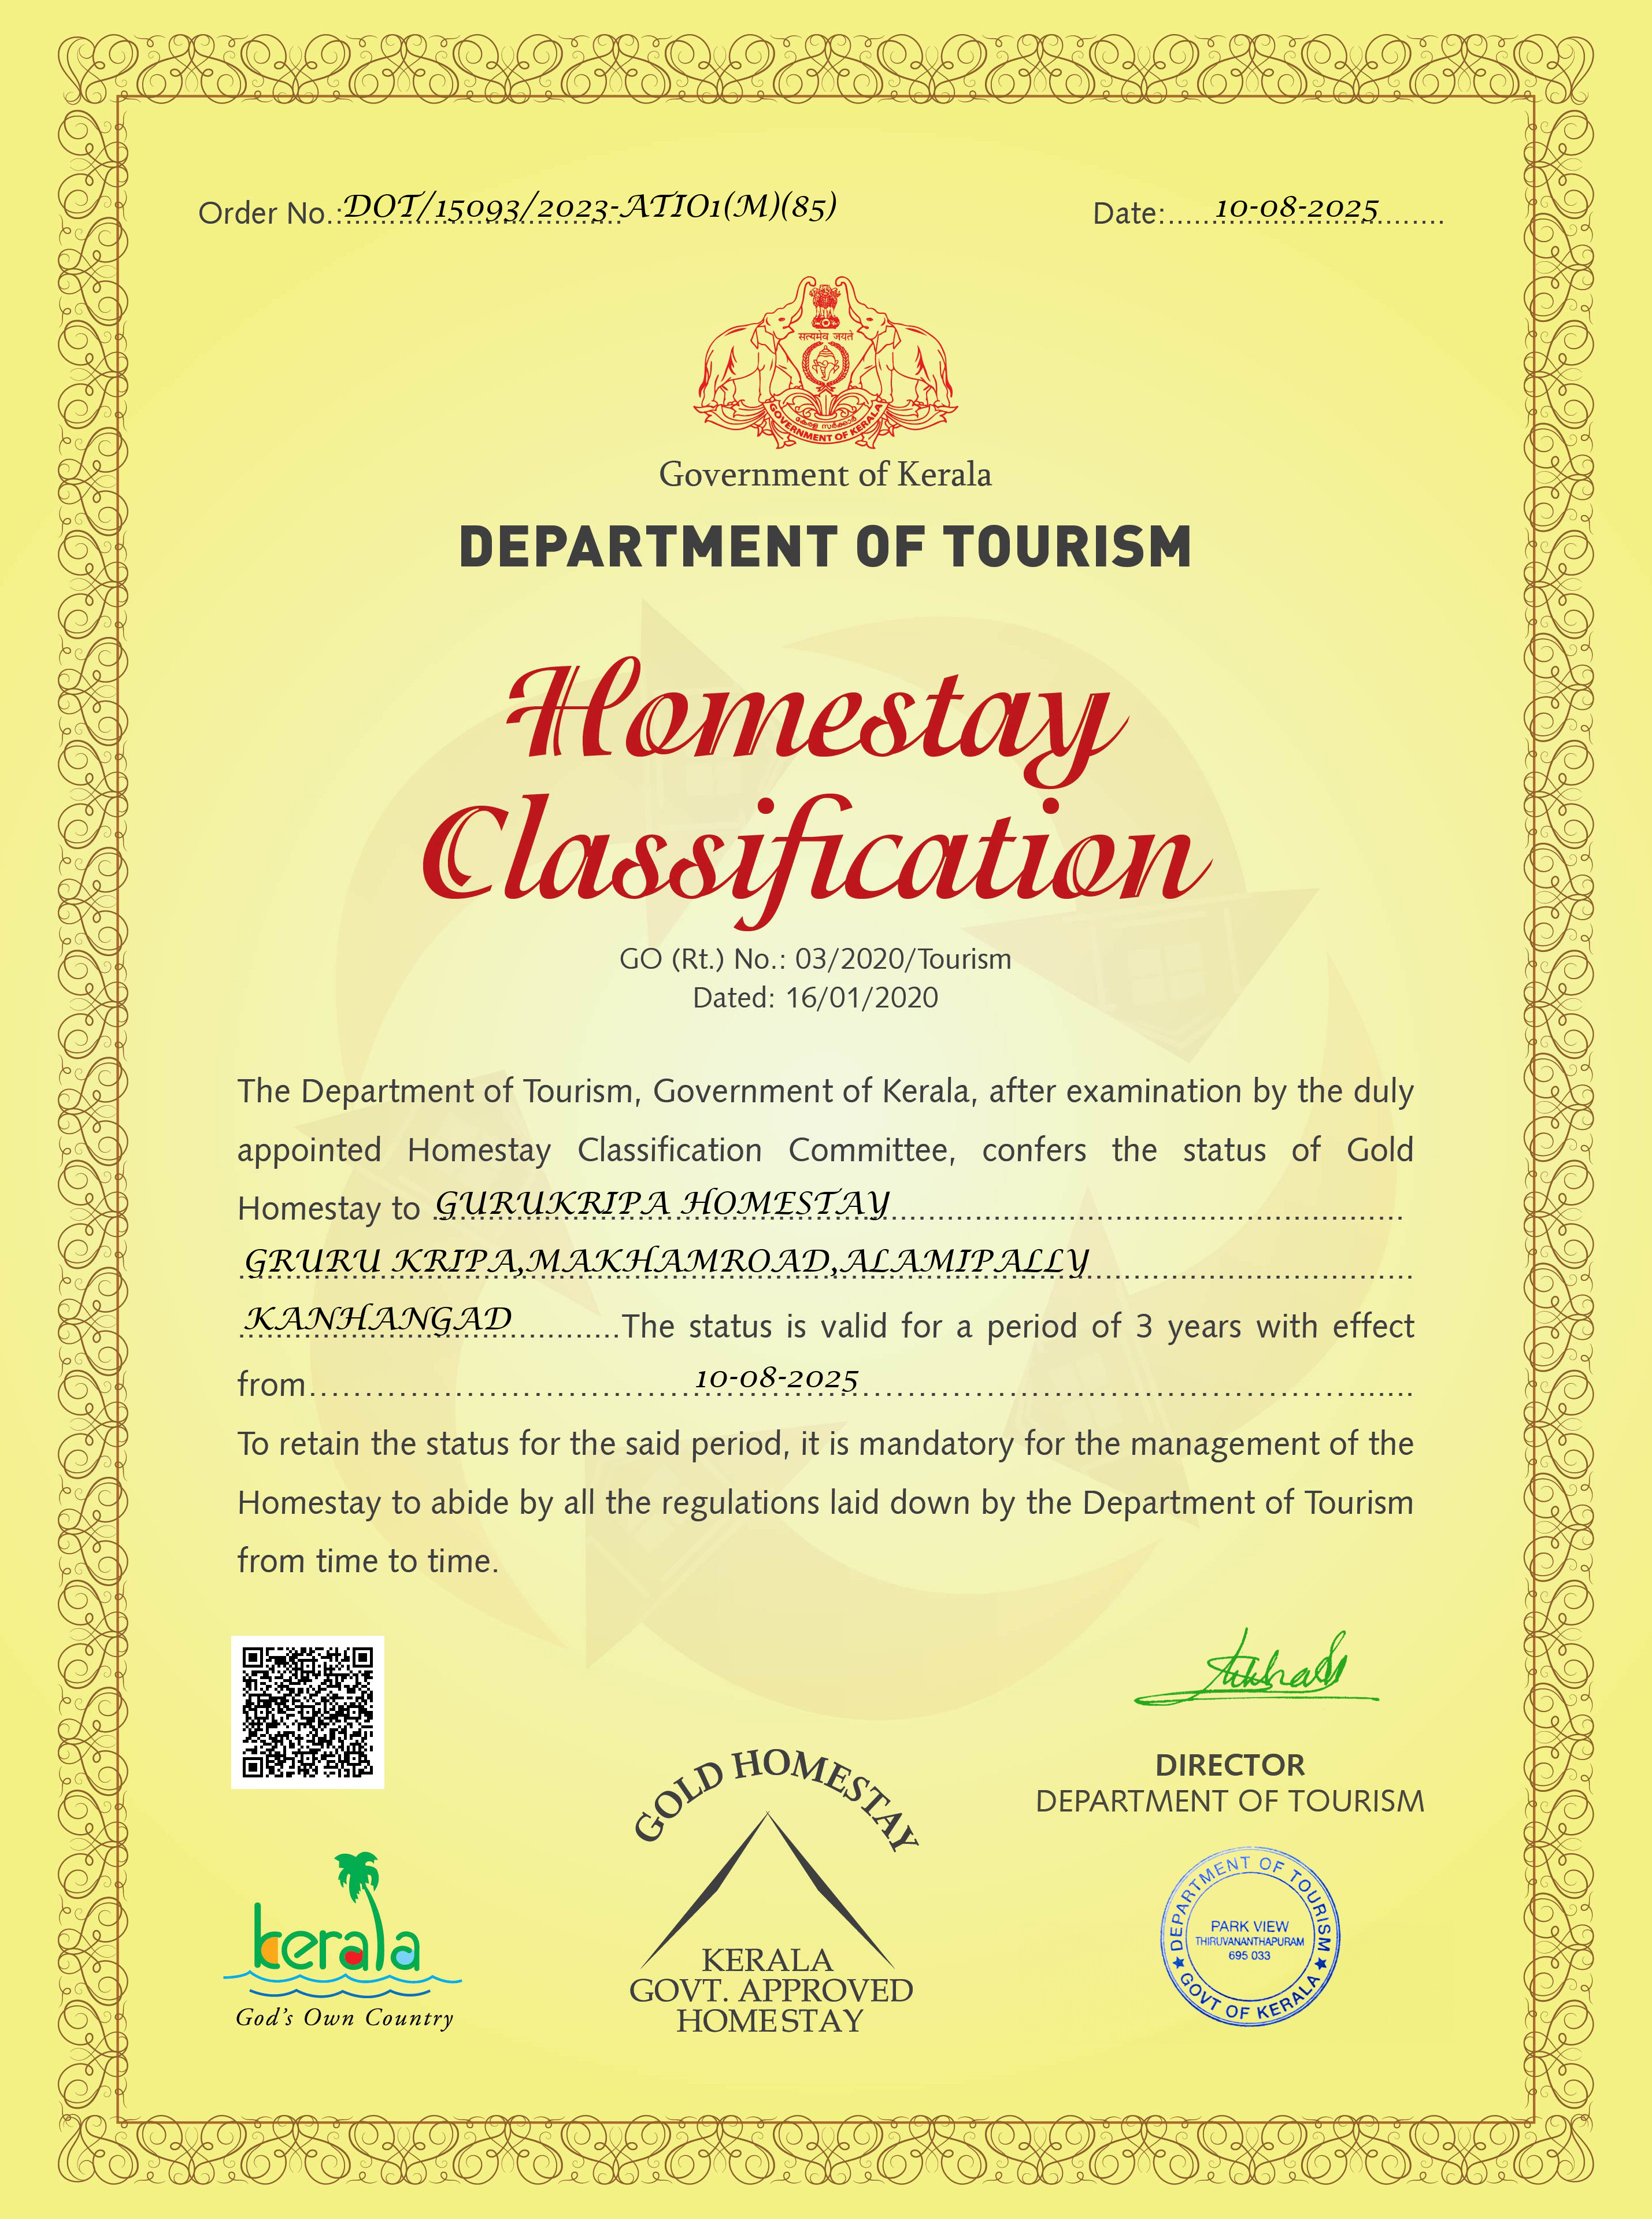 Order No.: DOT/15093/2023-ATIO1(M)(85)
Date: 10-08-2025
सत्यमेव जयते
കേരള സർക്കാർ
GOVERNMENT OF KERALA
Government of Kerala
DEPARTMENT OF TOURISM
Homestay
Classification
GO (Rt.) No.: 03/2020/Tourism
Dated: 16/01/2020
The Department of Tourism, Government of Kerala, after examination by the duly
appointed Homestay Classification Committee, confers the status of Gold
Homestay to GURUKRIPA HOMESTAY
GRURU KRIPA,MAKHAMROAD,ALAMIPALLY
KANHANGAD The status is valid for a period of 3 years with effect
from 10-08-2025
To retain the status for the said period, it is mandatory for the management of the
Homestay to abide by all the regulations laid down by the Department of Tourism
from time to time.
DIRECTOR
DEPARTMENT OF TOURISM
GOLD HOMESTAY
KERALA
GOVT. APPROVED
HOMESTAY
kerala
God's Own Country
DEPARTMENT OF TOURISM
PARK VIEW
THIRUVANANTHAPURAM
695 033
GOVT OF KERALA